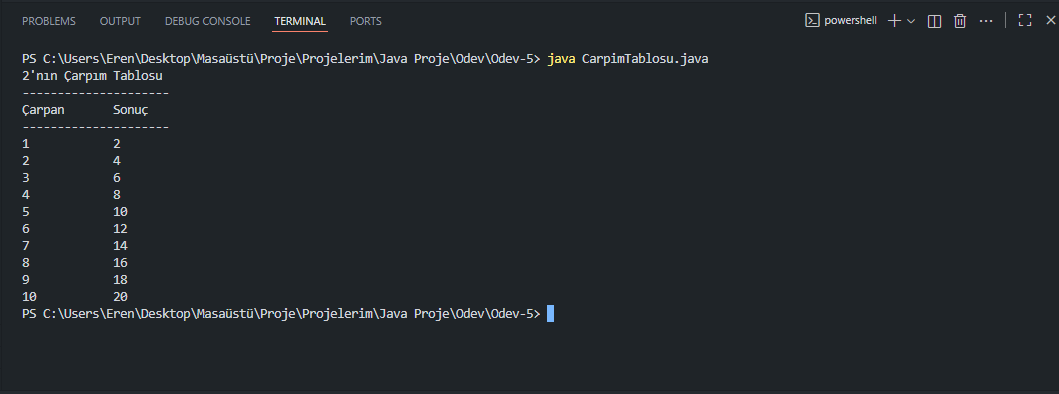 PROBLEMS OUTPUT DEBUG CONSOLE TERMINAL PORTS powershell
PS C:\Users\Eren\Desktop\Masaüstü\Proje\Projelerim\Java Proje\Odev\Odev-5> java CarpimTablosu.java
2'nın Çarpım Tablosu
---------------------
Çarpan Sonuç
---------------------
1 2
2 4
3 6
4 8
5 10
6 12
7 14
8 16
9 18
10 20
PS C:\Users\Eren\Desktop\Masaüstü\Proje\Projelerim\Java Proje\Odev\Odev-5>